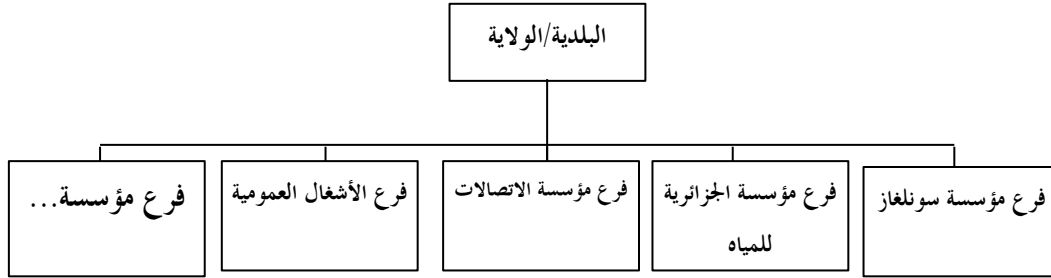 البلدية/الولاية
فرع مؤسسة سونلغاز
فرع مؤسسة الجزائرية
للمياه
فرع مؤسسة الاتصالات
فرع الأشغال العمومية
فرع مؤسسة...